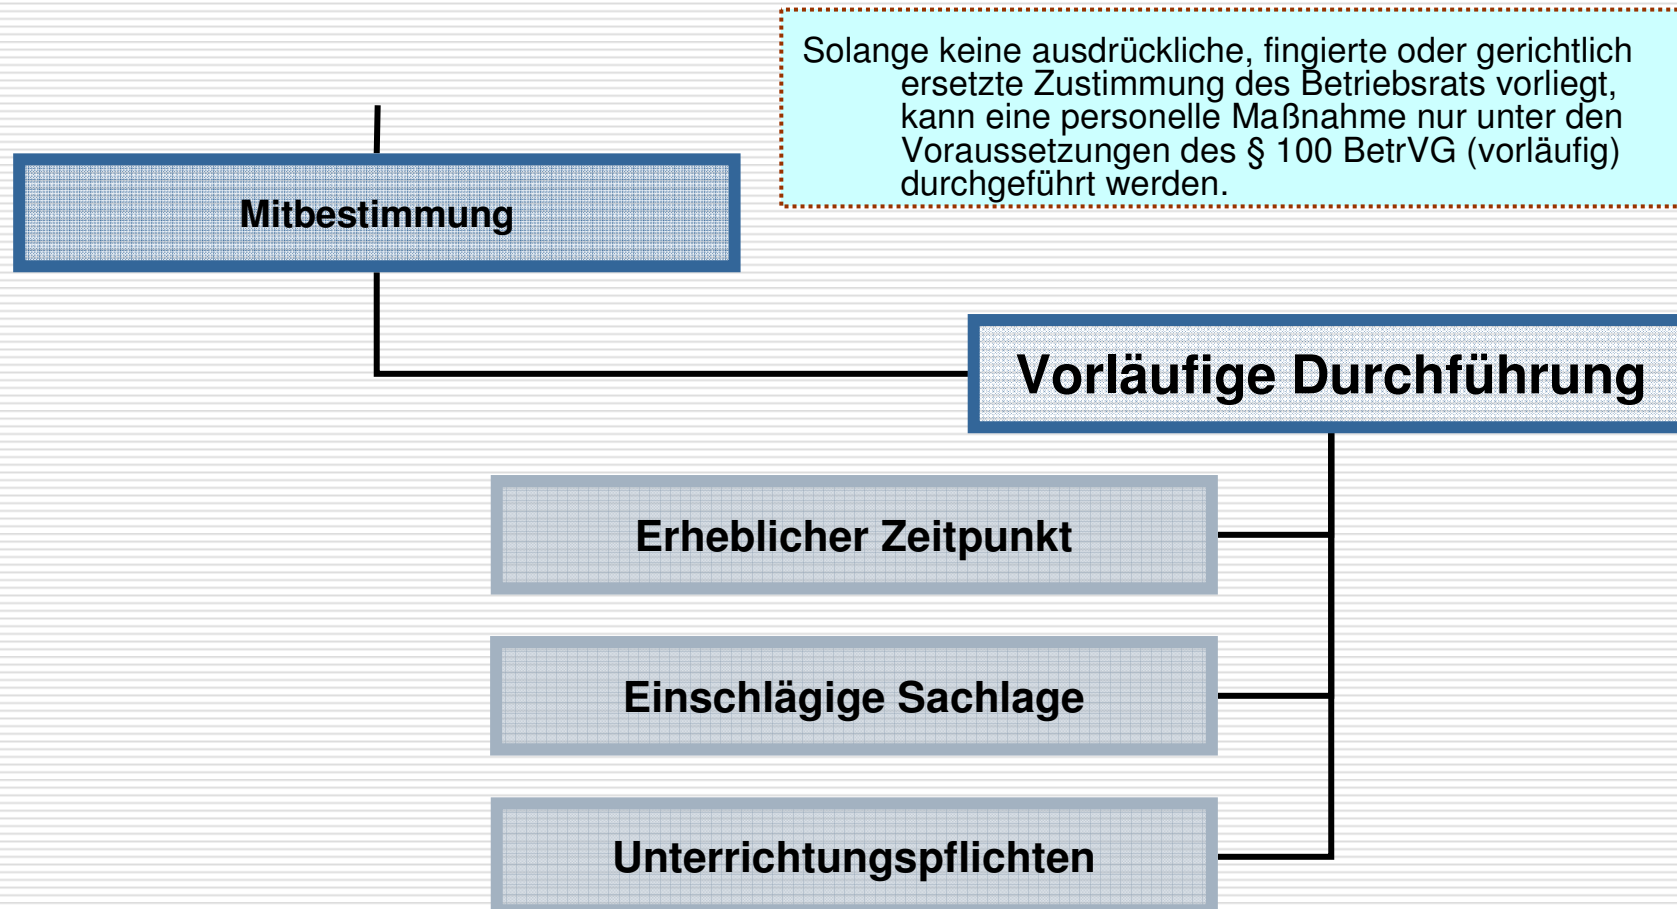 Solange keine ausdrückliche, fingierte oder gerichtlich
ersetzte Zustimmung des Betriebsrats vorliegt,
kann eine personelle Maßnahme nur unter den
Voraussetzungen des § 100 BetrVG (vorläufig)
durchgeführt werden.
Mitbestimmung
Vorläufige Durchführung
Erheblicher Zeitpunkt
Einschlägige Sachlage
Unterrichtungspflichten